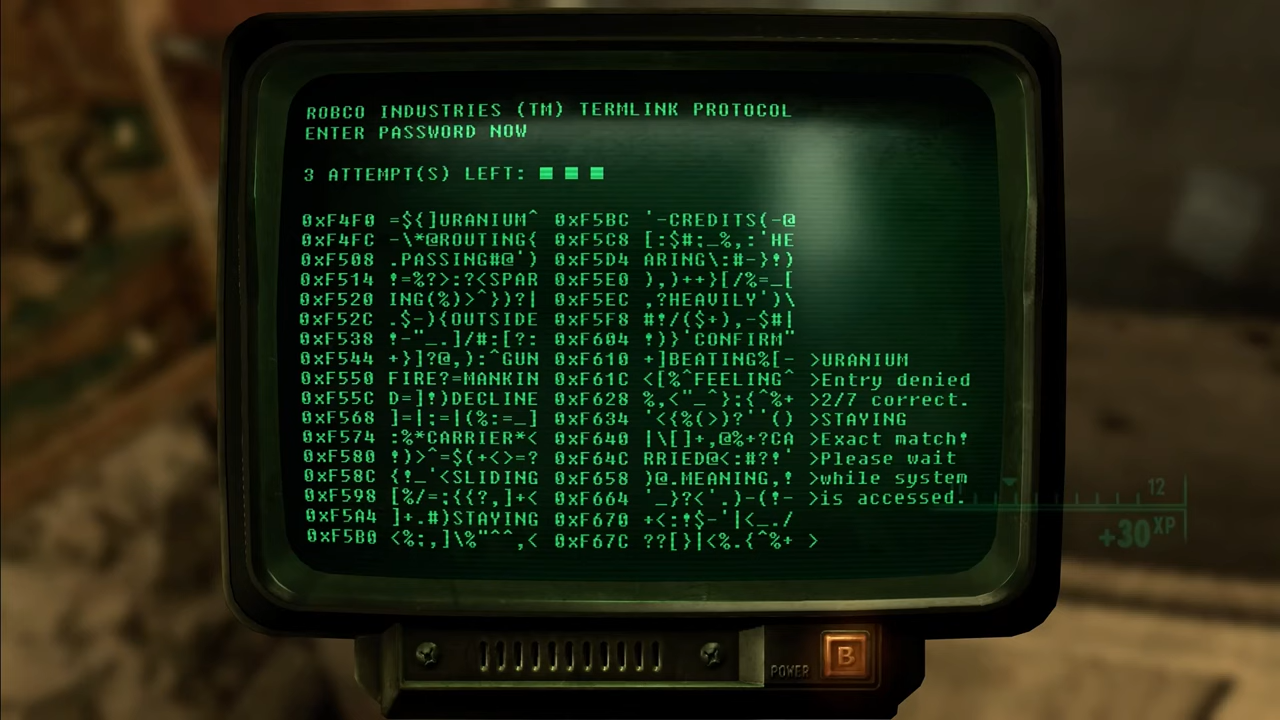 ROBCO INDUSTRIES (TM) TERMLINK PROTOCOL
ENTER PASSWORD NOW
3 ATTEMPT(S) LEFT: ■ ■ ■
0xF4F0 =${]URANIUM^ 0xF5BC '-CREDITS(-@
0xF4FC -\*@ROUTING{ 0xF5C8 [:$#;_%,:'HE
0xF508 .PASSING#@') 0xF5D4 ARING\:#-}!)
0xF514 !=%?>:?<SPAR 0xF5E0 ),)++}[/%=_[
0xF520 ING(%)>^})?| 0xF5EC ,?HEAVILY')\
0xF52C .$-){OUTSIDE 0xF5F8 #!/($+),-$#|
0xF538 !-"_.]/#:[?: 0xF604 !)}'CONFIRM"
0xF544 +}]?@,):^GUN 0xF610 +]BEATING%[- >URANIUM
0xF550 FIRE?=MANKIN 0xF61C <[%^FEELING^ >Entry denied
0xF55C D=]!)DECLINE 0xF628 %,<"_^};{^%+ >2/7 correct.
0xF568 ]=|;=|(%:=_] 0xF634 '<{%(>)?''() >STAYING
0xF574 :%*CARRIER*< 0xF640 |\[]+,@%+?CA >Exact match!
0xF580 !)>^=$(+<>=? 0xF64C RRIED@<:#?!' >Please wait
0xF58C {!_'<SLIDING 0xF658 )@.MEANING,! >while system
0xF598 [%/=;{{?,]+< 0xF664 '_}?<'.)-(!- >is accessed.
0xF5A4 ]+.#)STAYING 0xF670 +<:!$-'|<_./
0xF5B0 <%;,]\%"^^,< 0xF67C ??[}|<%.{^%+ >
12
+30 XP
POWER
B